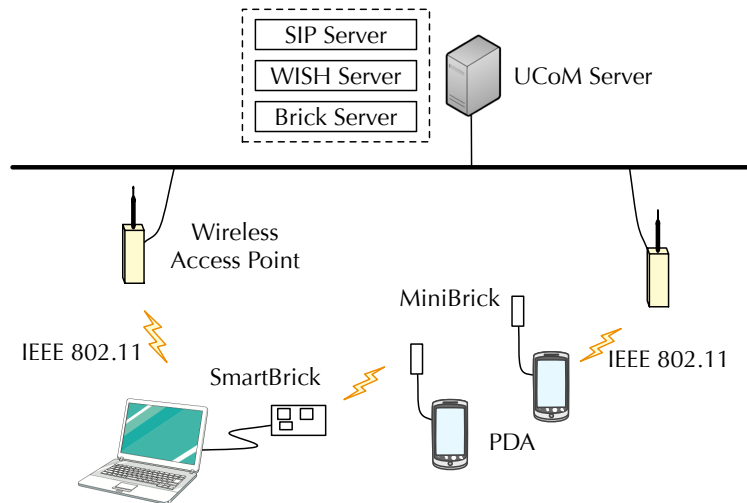 SIP Server
WISH Server
Brick Server
UCoM Server
Wireless
Access Point
MiniBrick
IEEE 802.11
IEEE 802.11
SmartBrick
PDA